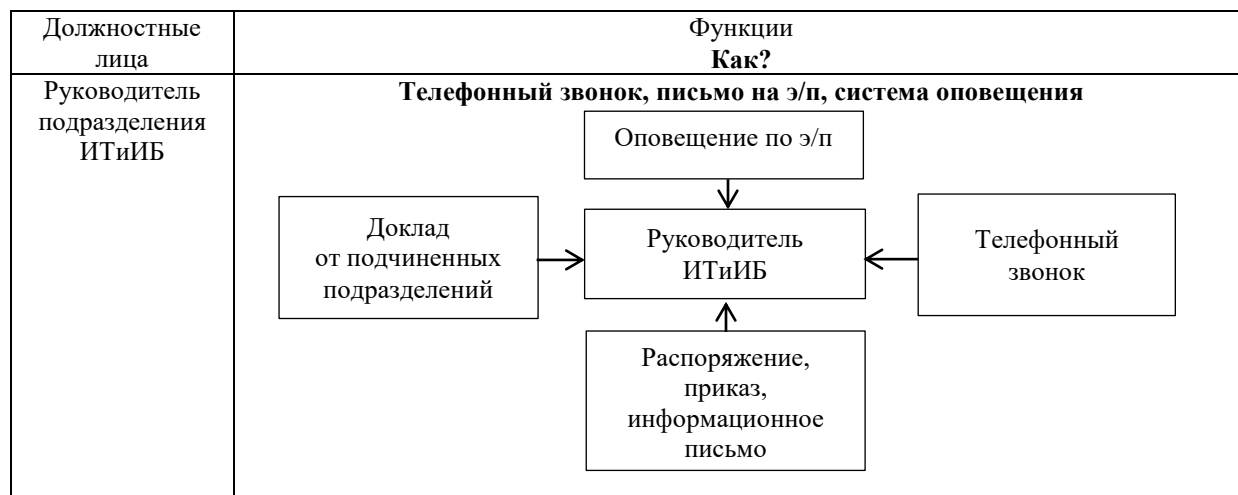 Должностные
лица
Функции
Как?
Руководитель
подразделения
ИТиИБ
Телефонный звонок, письмо на э/п, система оповещения
Оповещение по э/п
Доклад
от подчиненных
подразделений
Руководитель
ИТиИБ
Телефонный
звонок
Распоряжение,
приказ,
информационное
письмо